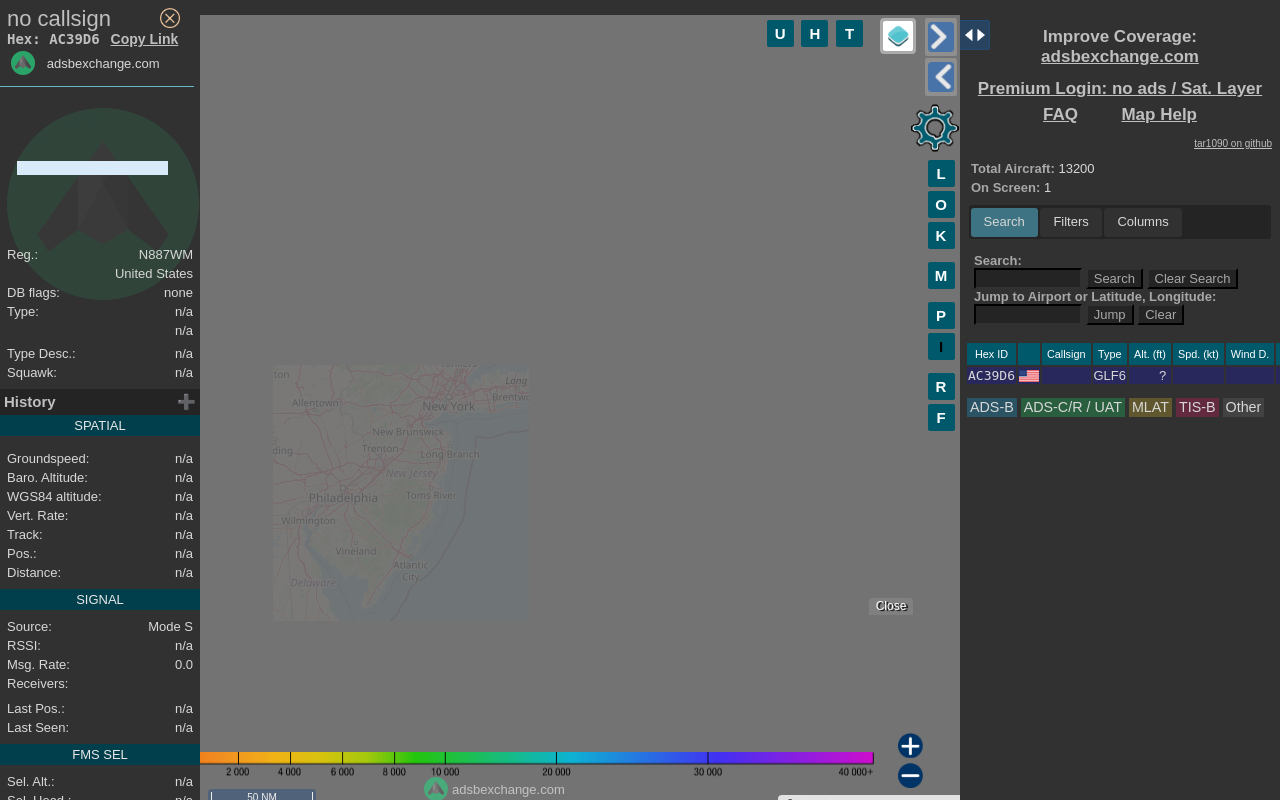 no callsign
Hex: AC39D6 Copy Link
adsbexchange.com
Reg.: N887WM
United States
DB flags: none
Type: n/a
n/a
Type Desc.: n/a
Squawk: n/a
History
SPATIAL
Groundspeed: n/a
Baro. Altitude: n/a
WGS84 altitude: n/a
Vert. Rate: n/a
Track: n/a
Pos.: n/a
Distance: n/a
SIGNAL
Source: Mode S
RSSI: n/a
Msg. Rate: 0.0
Receivers:
Last Pos.: n/a
Last Seen: n/a
FMS SEL
Sel. Alt.: n/a
Sel. Head.: n/a
U H T
L
O
K
M
P
I
R
F
Long
Allentown
New York
Brentwo
New Brunswick
Trenton
Long Branch
ding
New Jersey
Philadelphia
Toms River
Wilmington
Vineland
Atlantic
City
Delaware
Close
2 000 4 000 6 000 8 000 10 000 20 000 30 000 40 000+
adsbexchange.com
50 NM
Improve Coverage:
adsbexchange.com
Premium Login: no ads / Sat. Layer
FAQ Map Help
tar1090 on github
Total Aircraft: 13200
On Screen: 1
Search Filters Columns
Search:
Search Clear Search
Jump to Airport or Latitude, Longitude:
Jump Clear
Hex ID Callsign Type Alt. (ft) Spd. (kt) Wind D.
AC39D6 GLF6 ?
ADS-B ADS-C/R / UAT MLAT TIS-B Other